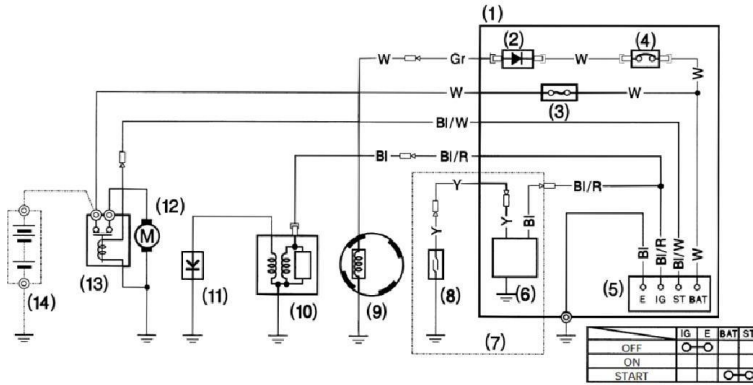 (1)
(2)
(4)
W
Gr
W
W
W
W
(3)
W
Bl/W
Bl
Bl/R
Y
Bl/R
(12)
Y
Y
Bl
Bl
Bl/R
Bl/W
W
M
(5)
E IG ST BAT
(14)
(13)
(11)
(10)
(9)
(8)
(6)
(7)
IG E BAT ST
OFF
ON
START